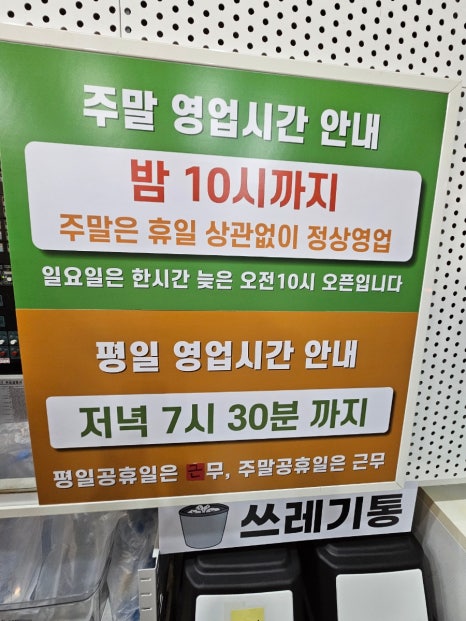 주말 영업시간 안내
밤 10시까지
주말은 휴일 상관없이 정상영업
일요일은 한시간 늦은 오전10시 오픈입니다
평일 영업시간 안내
저녁 7시 30분 까지
평일공휴일은 근무, 주말공휴일은 근무
쓰레기통